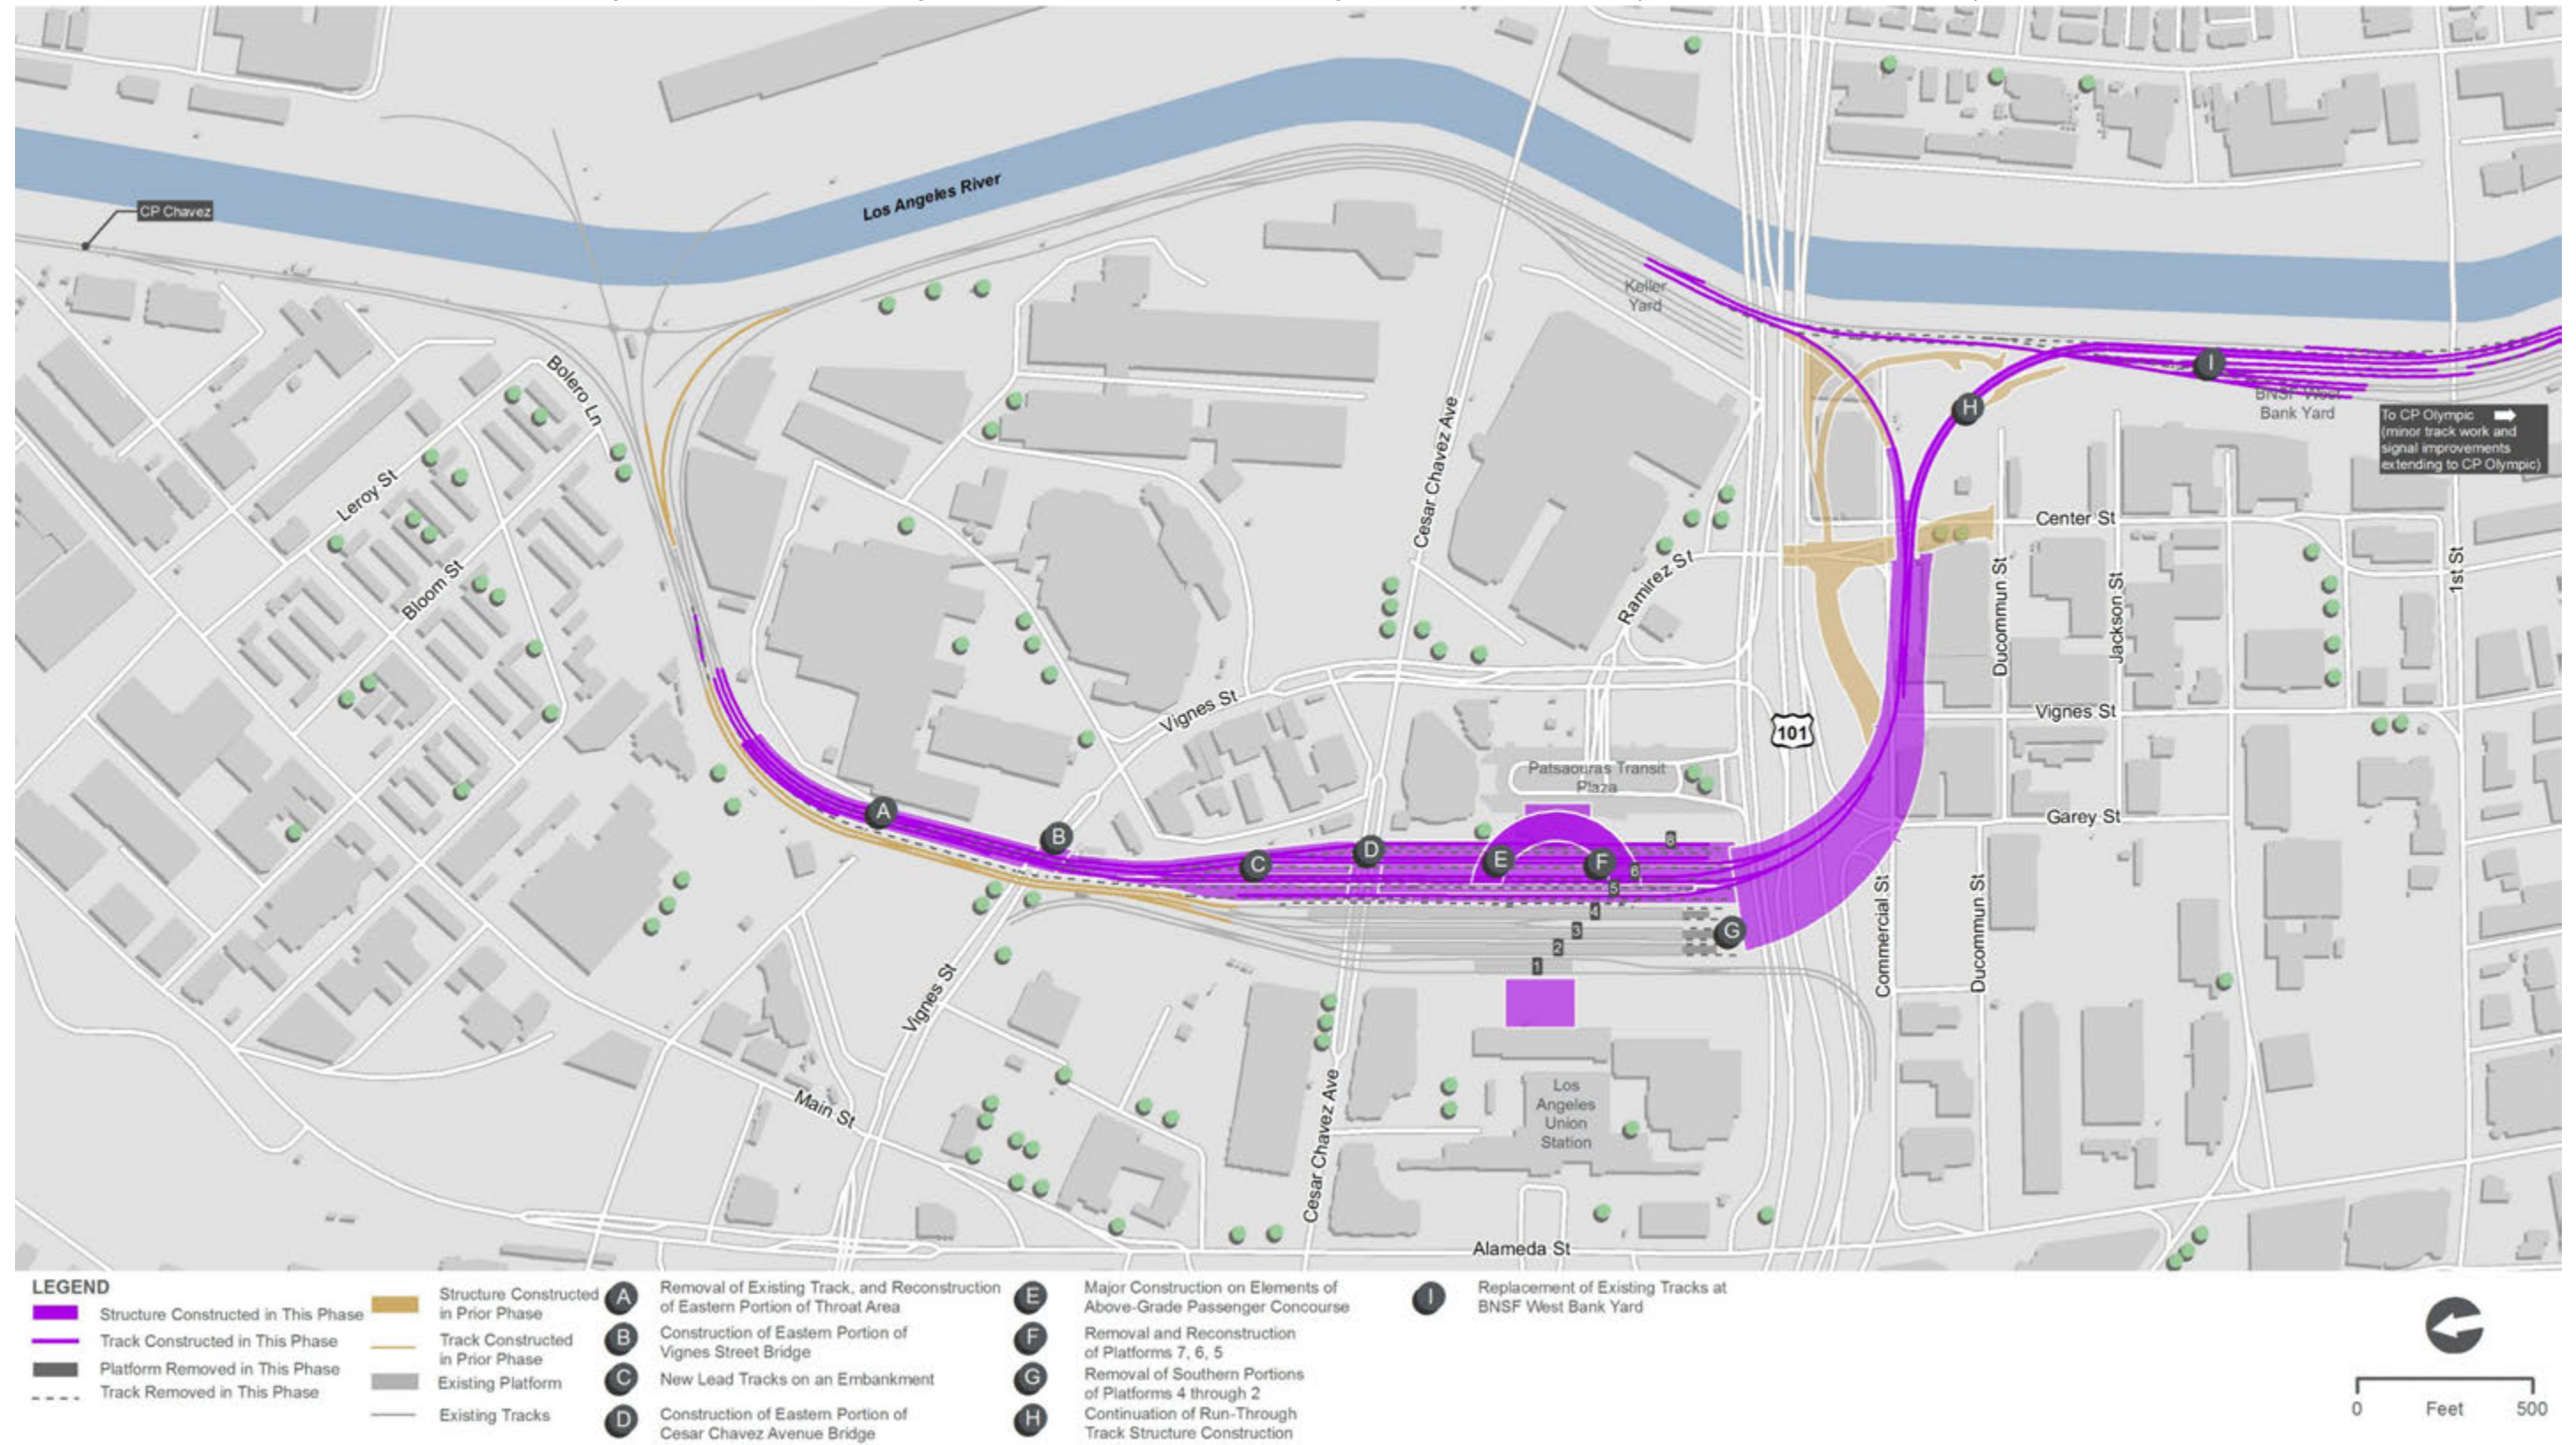 CP Chavez
Los Angeles River
Keller
Yard
Bolero Ln
Leroy St
Bloom St
Cesar Chavez Ave
Ramirez St
BNSF West
Bank Yard
To CP Olympic
(minor track work and
signal improvements
extending to CP Olympic)
Center St
Ducommun St
Jackson St
1st St
Vignes St
Vignes St
101
Patsaouras Transit
Plaza
Garey St
A
B
C
D
E
F
G
H
I
8
6
5
4
3
2
1
Commercial St
Ducommun St
Vignes St
Main St
Cesar Chavez Ave
Los
Angeles
Union
Station
Alameda St
LEGEND
Structure Constructed in This Phase
Track Constructed in This Phase
Platform Removed in This Phase
Track Removed in This Phase
Structure Constructed
in Prior Phase
Track Constructed
in Prior Phase
Existing Platform
Existing Tracks
A Removal of Existing Track, and Reconstruction
of Eastern Portion of Throat Area
B Construction of Eastern Portion of
Vignes Street Bridge
C New Lead Tracks on an Embankment
D Construction of Eastern Portion of
Cesar Chavez Avenue Bridge
E Major Construction on Elements of
Above-Grade Passenger Concourse
F Removal and Reconstruction
of Platforms 7, 6, 5
G Removal of Southern Portions
of Platforms 4 through 2
H Continuation of Run-Through
Track Structure Construction
I Replacement of Existing Tracks at
BNSF West Bank Yard
0 Feet 500